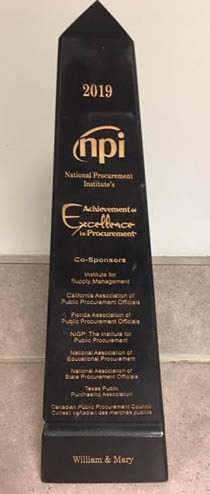 2019
npi
National Procurement
Institute's
Achievement of
Excellence
in Procurement
Co-Sponsors
Institute for
Supply Management
California Association of
Public Procurement Officials
Florida Association of
Public Procurement Officials
NIGP: The Institute for
Public Procurement
National Association of
Educational Procurement
National Association of
State Procurement Officials
Texas Public
Purchasing Association
Canadian Public Procurement Council
Conseil canadien des marchés publics
William & Mary